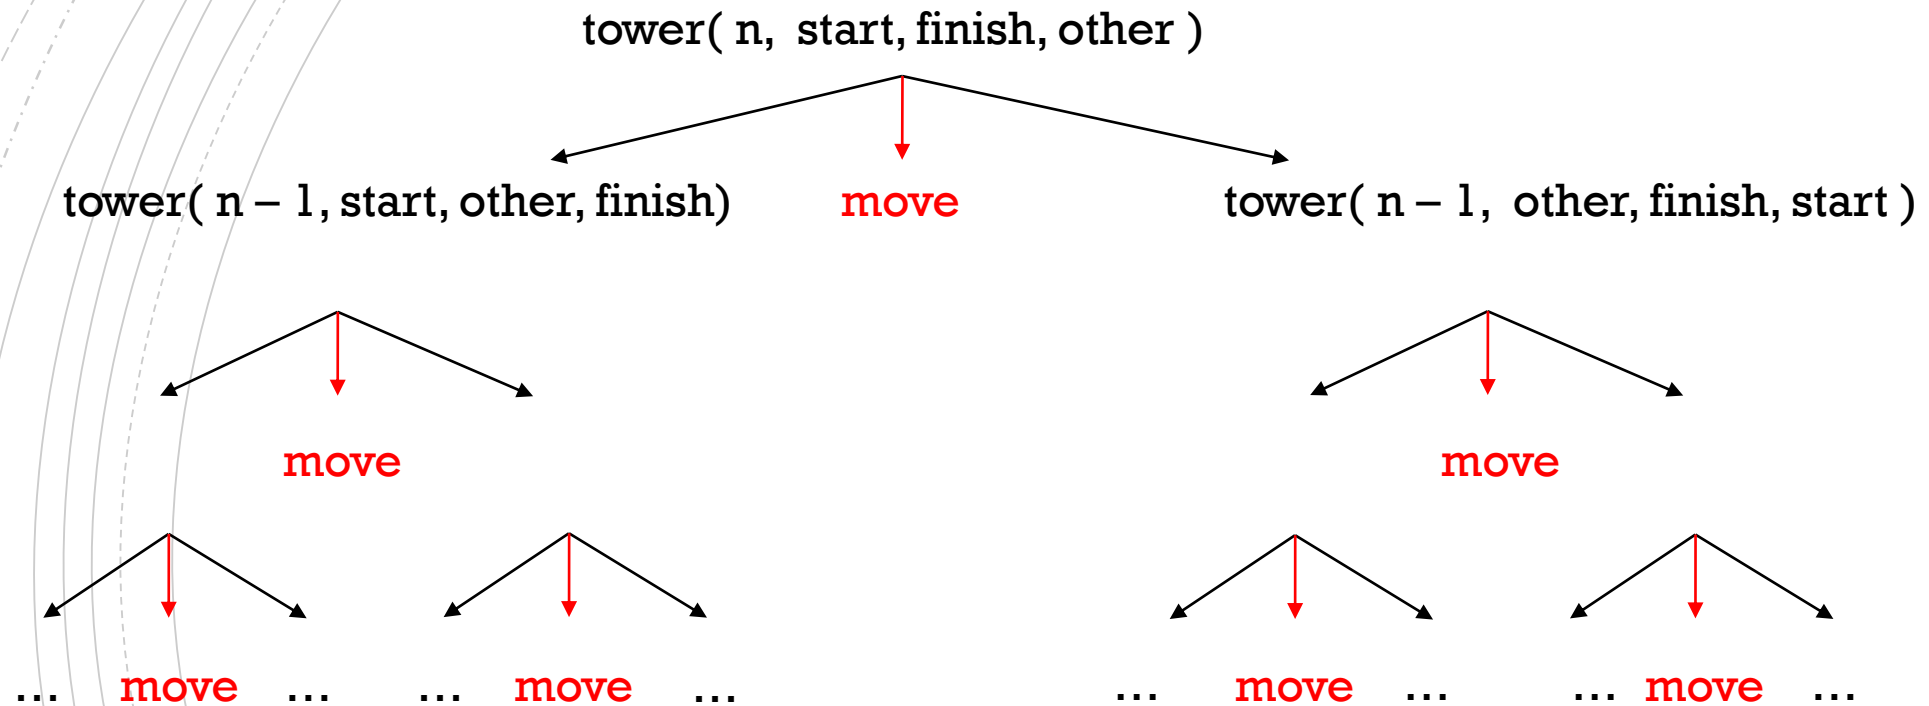 tower( n, start, finish, other )
tower( n – 1, start, other, finish) move tower( n – 1, other, finish, start )
move move
... move ... ... move ... ... move ... ... move ...